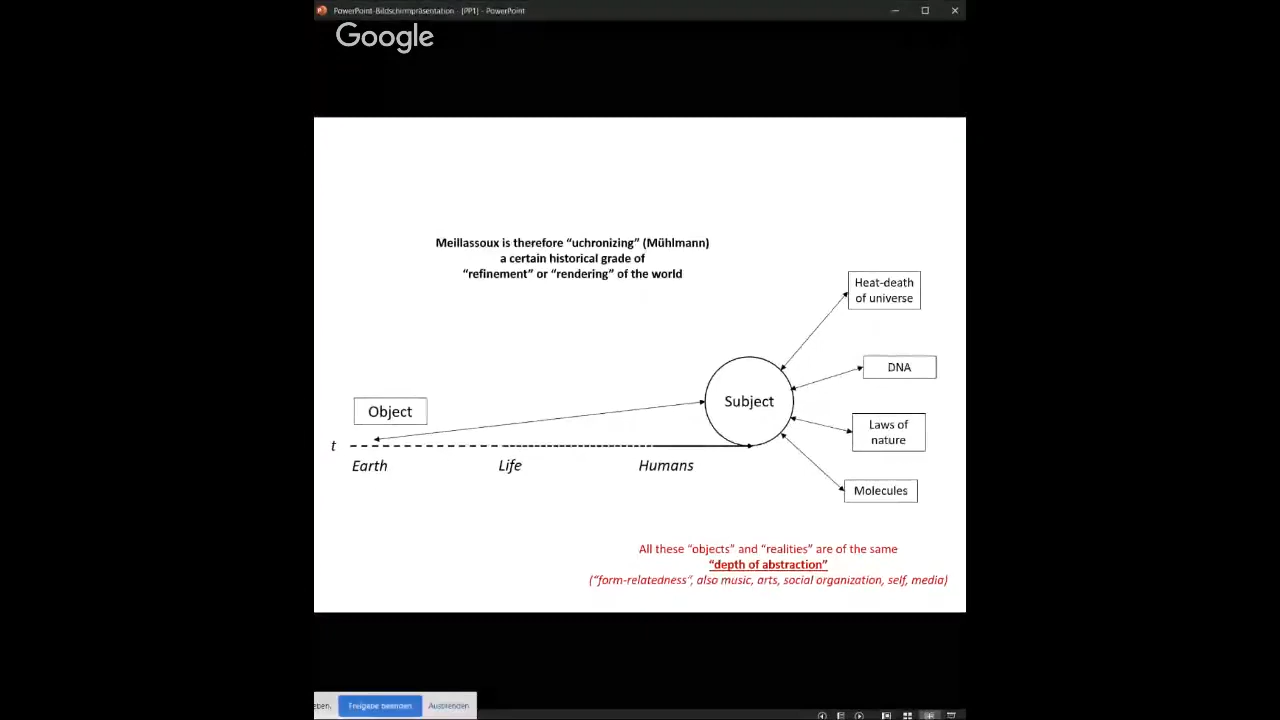 PowerPoint-Bildschirmpräsentation - [PP1] - PowerPoint
Google
Meillassoux is therefore “uchronizing” (Mühlmann)
a certain historical grade of
“refinement” or “rendering” of the world
Heat-death
of universe
DNA
Subject
Object
Laws of
nature
t
Earth
Life
Humans
Molecules
All these “objects” and “realities” are of the same
“depth of abstraction”
(“form-relatedness”, also music, arts, social organization, self, media)
Freigabe beenden
Ausblenden